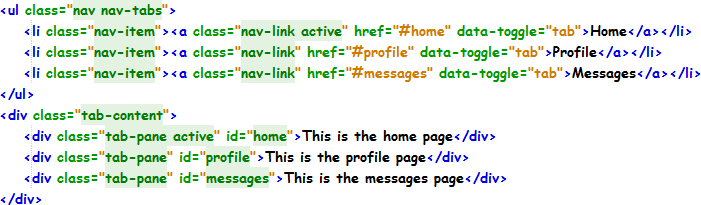 <ul class="nav nav-tabs">
<li class="nav-item"><a class="nav-link active" href="#home" data-toggle="tab">Home</a></li>
<li class="nav-item"><a class="nav-link" href="#profile" data-toggle="tab">Profile</a></li>
<li class="nav-item"><a class="nav-link" href="#messages" data-toggle="tab">Messages</a></li>
</ul>
<div class="tab-content">
<div class="tab-pane active" id="home">This is the home page</div>
<div class="tab-pane" id="profile">This is the profile page</div>
<div class="tab-pane" id="messages">This is the messages page</div>
</div>